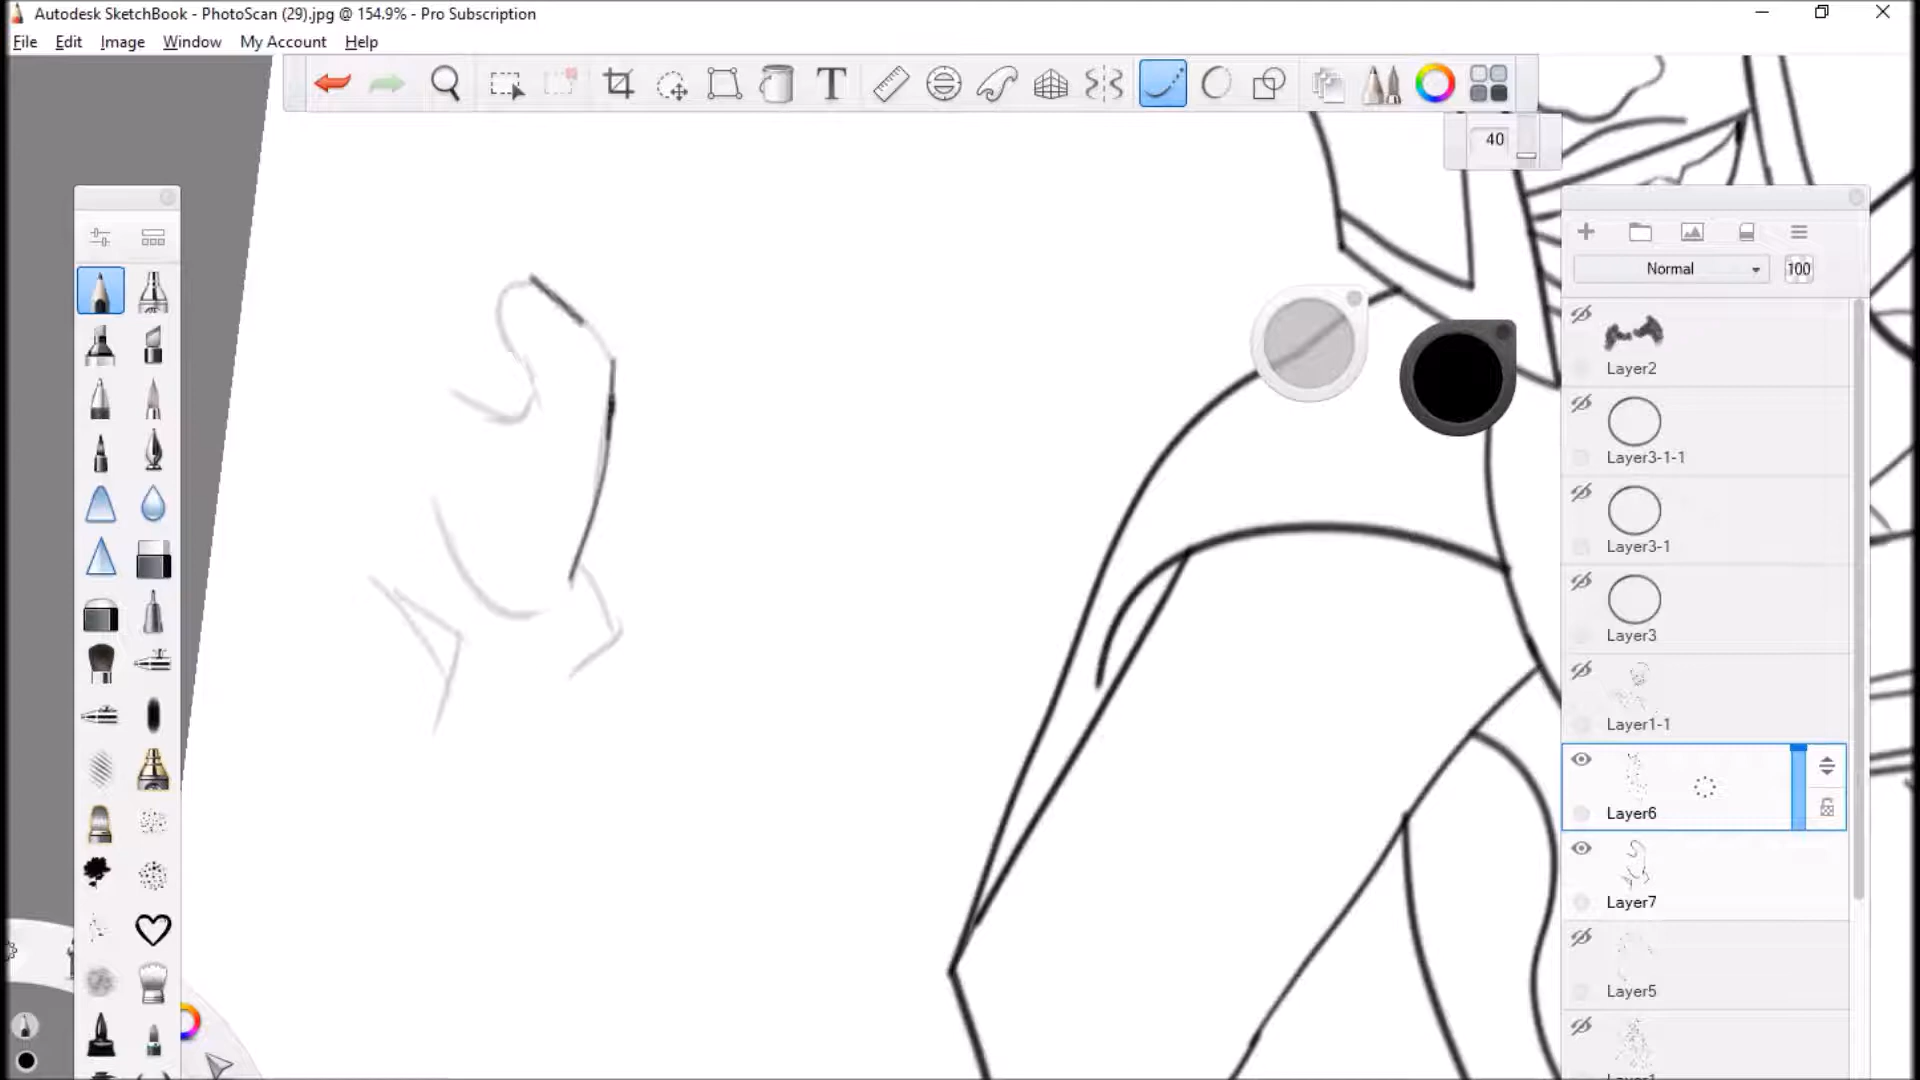 Autodesk SketchBook - PhotoScan (29).jpg @ 154.9% - Pro Subscription
File Edit Image Window My Account Help
T
40
Normal 100
Layer2
Layer3-1-1
Layer3-1
Layer3
Layer1-1
Layer6
Layer7
Layer5